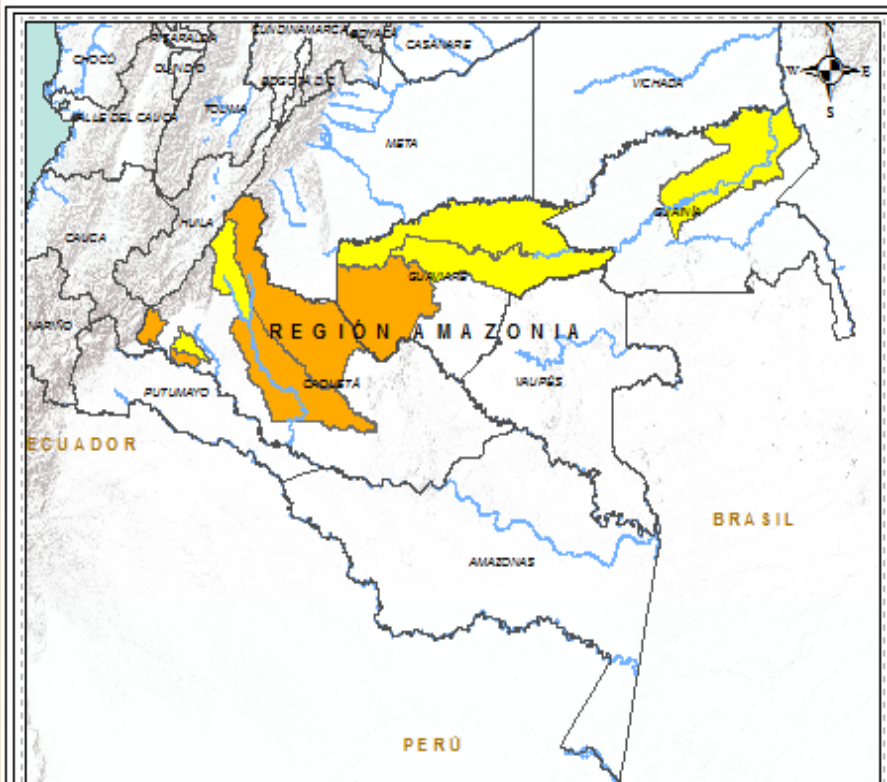 RISARALDA
CUNDINAMARCA
BOYACÁ
CASANARE
CHOCÓ
QUINDIO
BOGOTÁ D.C.
N
W E
S
VICHADA
TOLIMA
VALLE DEL CAUCA
META
HUILA
GUAINÍA
CAUCA
GUAVIARE
NARIÑO
REGIÓN AMAZONIA
CAQUETÁ
VAUPÉS
PUTUMAYO
ECUADOR
BRASIL
AMAZONAS
PERÚ